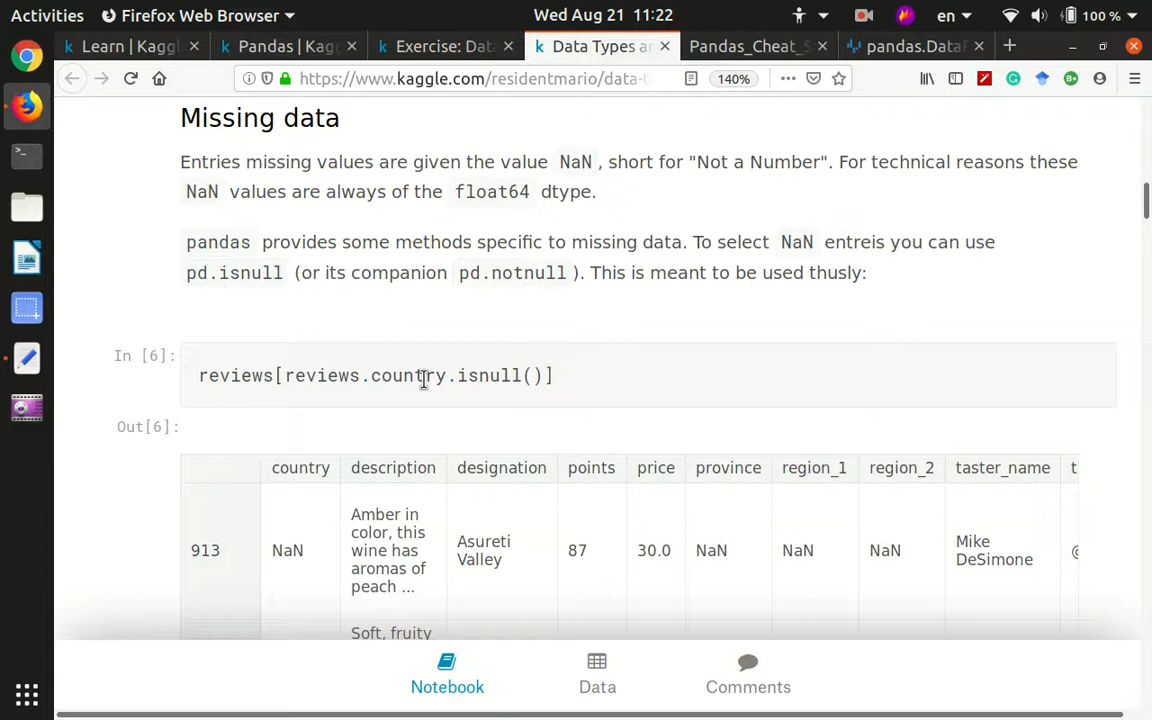 Activities Firefox Web Browser Wed Aug 21 11:22 en 100 %
Learn | Kaggl Pandas | Kagg Exercise: Dat Data Types an Pandas_Cheat_S pandas.DataF
https://www.kaggle.com/residentmario/data-t 140%
Missing data
Entries missing values are given the value NaN, short for "Not a Number". For technical reasons these
NaN values are always of the float64 dtype.
pandas provides some methods specific to missing data. To select NaN entreis you can use
pd.isnull (or its companion pd.notnull). This is meant to be used thusly:
In [6]:
reviews[reviews.country.isnull()]
Out[6]:
country description designation points price province region_1 region_2 taster_name t
913 NaN Amber in color, this wine has aromas of peach ... Asureti Valley 87 30.0 NaN NaN NaN Mike DeSimone @
Soft, fruity
Notebook Data Comments